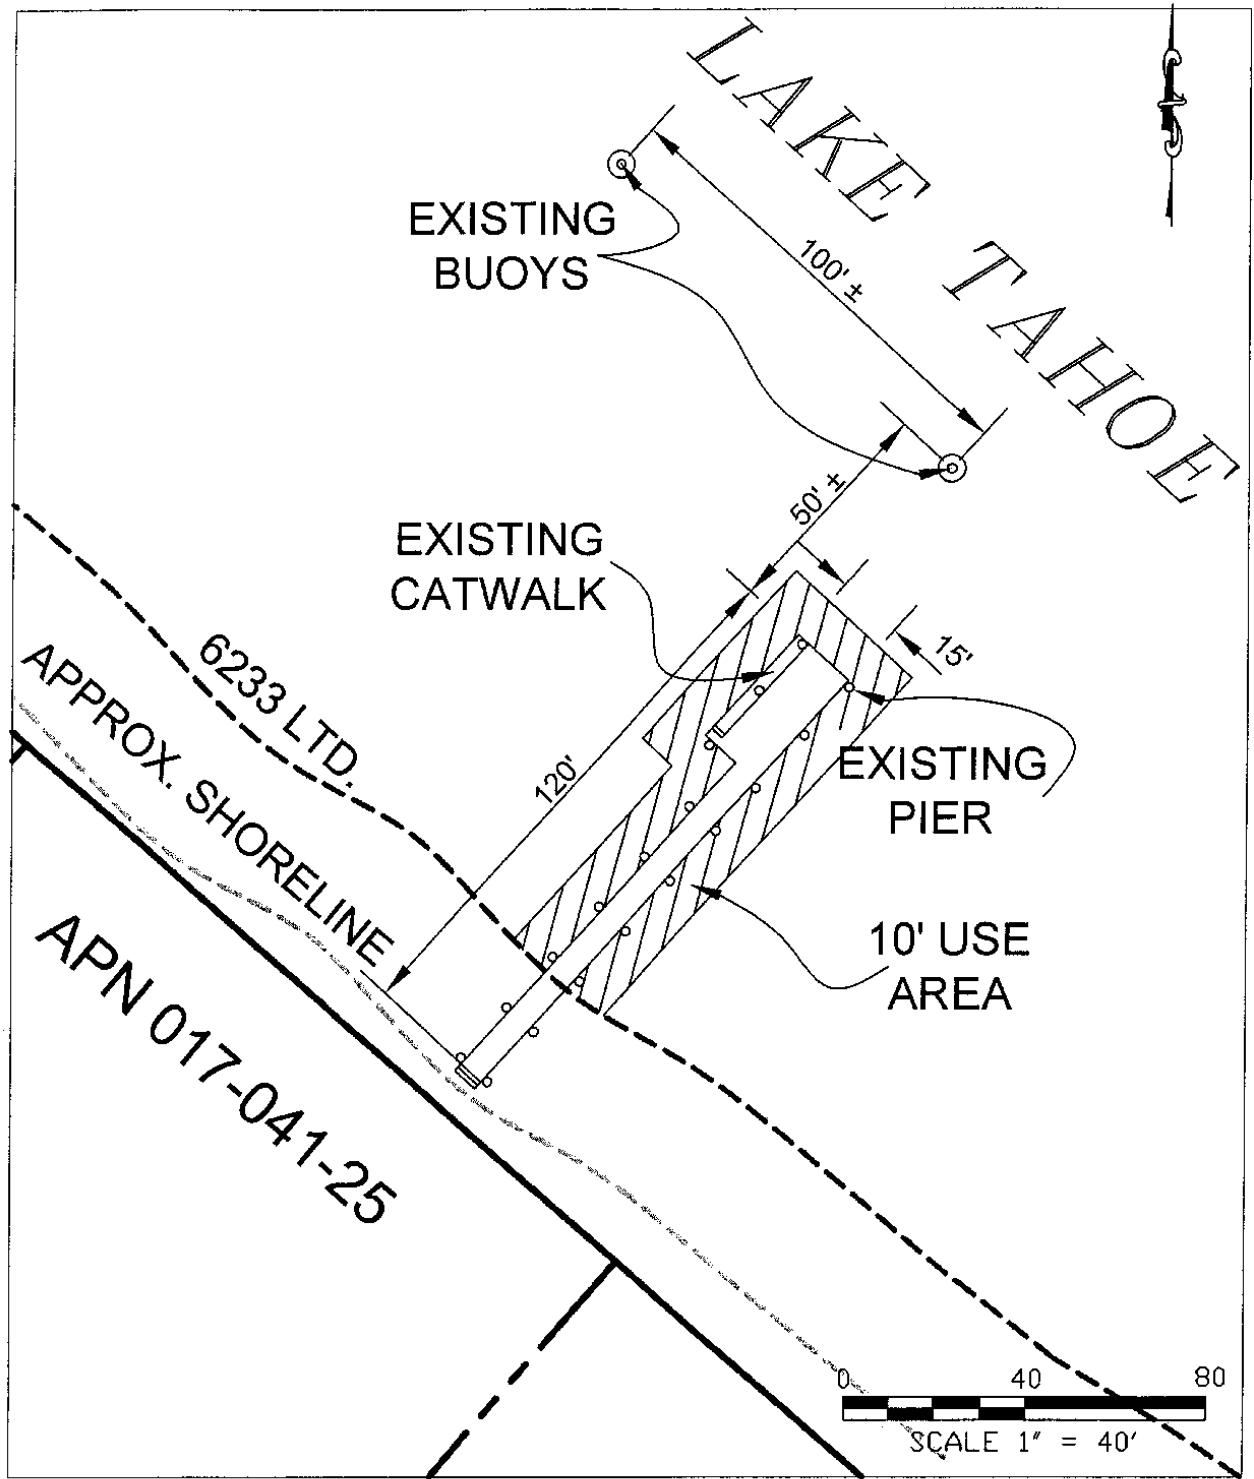 LAKE TAHOE
EXISTING
BUOYS
100' ±
50' ±
EXISTING
CATWALK
15'
6233 LTD.
APPROX. SHORELINE
120'
EXISTING
PIER
10' USE
AREA
APN 017-041-25
0 40 80
SCALE 1" = 40'